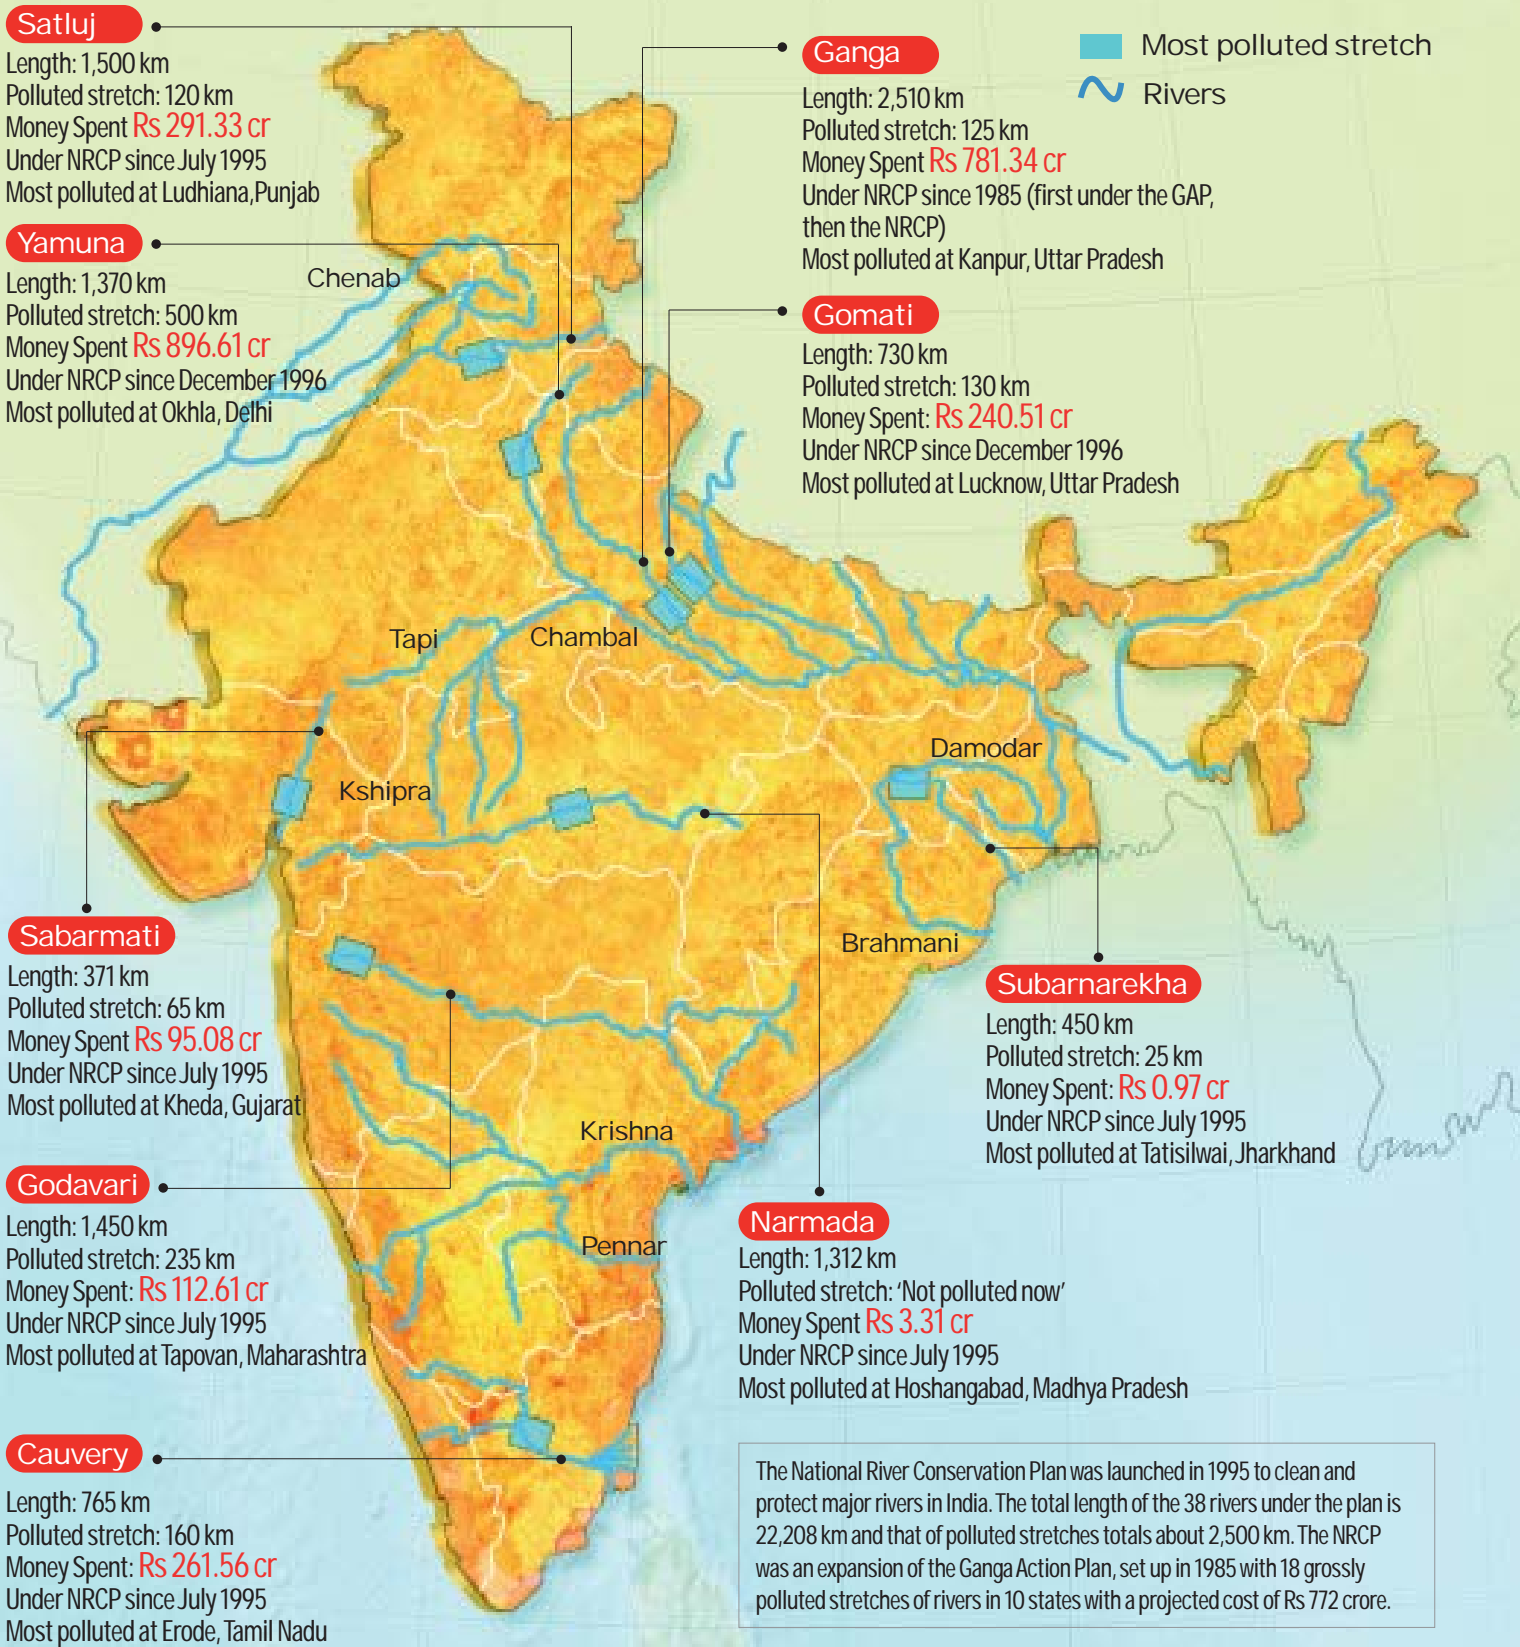 Satluj
Length: 1,500 km
Polluted stretch: 120 km
Money Spent Rs 291.33 cr
Under NRCP since July 1995
Most polluted at Ludhiana, Punjab
Yamuna
Length: 1,370 km
Polluted stretch: 500 km
Money Spent Rs 896.61 cr
Under NRCP since December 1996
Most polluted at Okhla, Delhi
Ganga
Length: 2,510 km
Polluted stretch: 125 km
Money Spent Rs 781.34 cr
Under NRCP since 1985 (first under the GAP,
then the NRCP)
Most polluted at Kanpur, Uttar Pradesh
Most polluted stretch
Rivers
Gomati
Length: 730 km
Polluted stretch: 130 km
Money Spent: Rs 240.51 cr
Under NRCP since December 1996
Most polluted at Lucknow, Uttar Pradesh
Chenab
Tapi
Chambal
Kshipra
Damodar
Brahmani
Krishna
Pennar
Sabarmati
Length: 371 km
Polluted stretch: 65 km
Money Spent Rs 95.08 cr
Under NRCP since July 1995
Most polluted at Kheda, Gujarat
Subarnarekha
Length: 450 km
Polluted stretch: 25 km
Money Spent: Rs 0.97 cr
Under NRCP since July 1995
Most polluted at Tatisilwai, Jharkhand
Godavari
Length: 1,450 km
Polluted stretch: 235 km
Money Spent: Rs 112.61 cr
Under NRCP since July 1995
Most polluted at Tapovan, Maharashtra
Narmada
Length: 1,312 km
Polluted stretch: ‘Not polluted now’
Money Spent Rs 3.31 cr
Under NRCP since July 1995
Most polluted at Hoshangabad, Madhya Pradesh
Cauvery
Length: 765 km
Polluted stretch: 160 km
Money Spent: Rs 261.56 cr
Under NRCP since July 1995
Most polluted at Erode, Tamil Nadu
The National River Conservation Plan was launched in 1995 to clean and
protect major rivers in India. The total length of the 38 rivers under the plan is
22,208 km and that of polluted stretches totals about 2,500 km. The NRCP
was an expansion of the Ganga Action Plan, set up in 1985 with 18 grossly
polluted stretches of rivers in 10 states with a projected cost of Rs 772 crore.